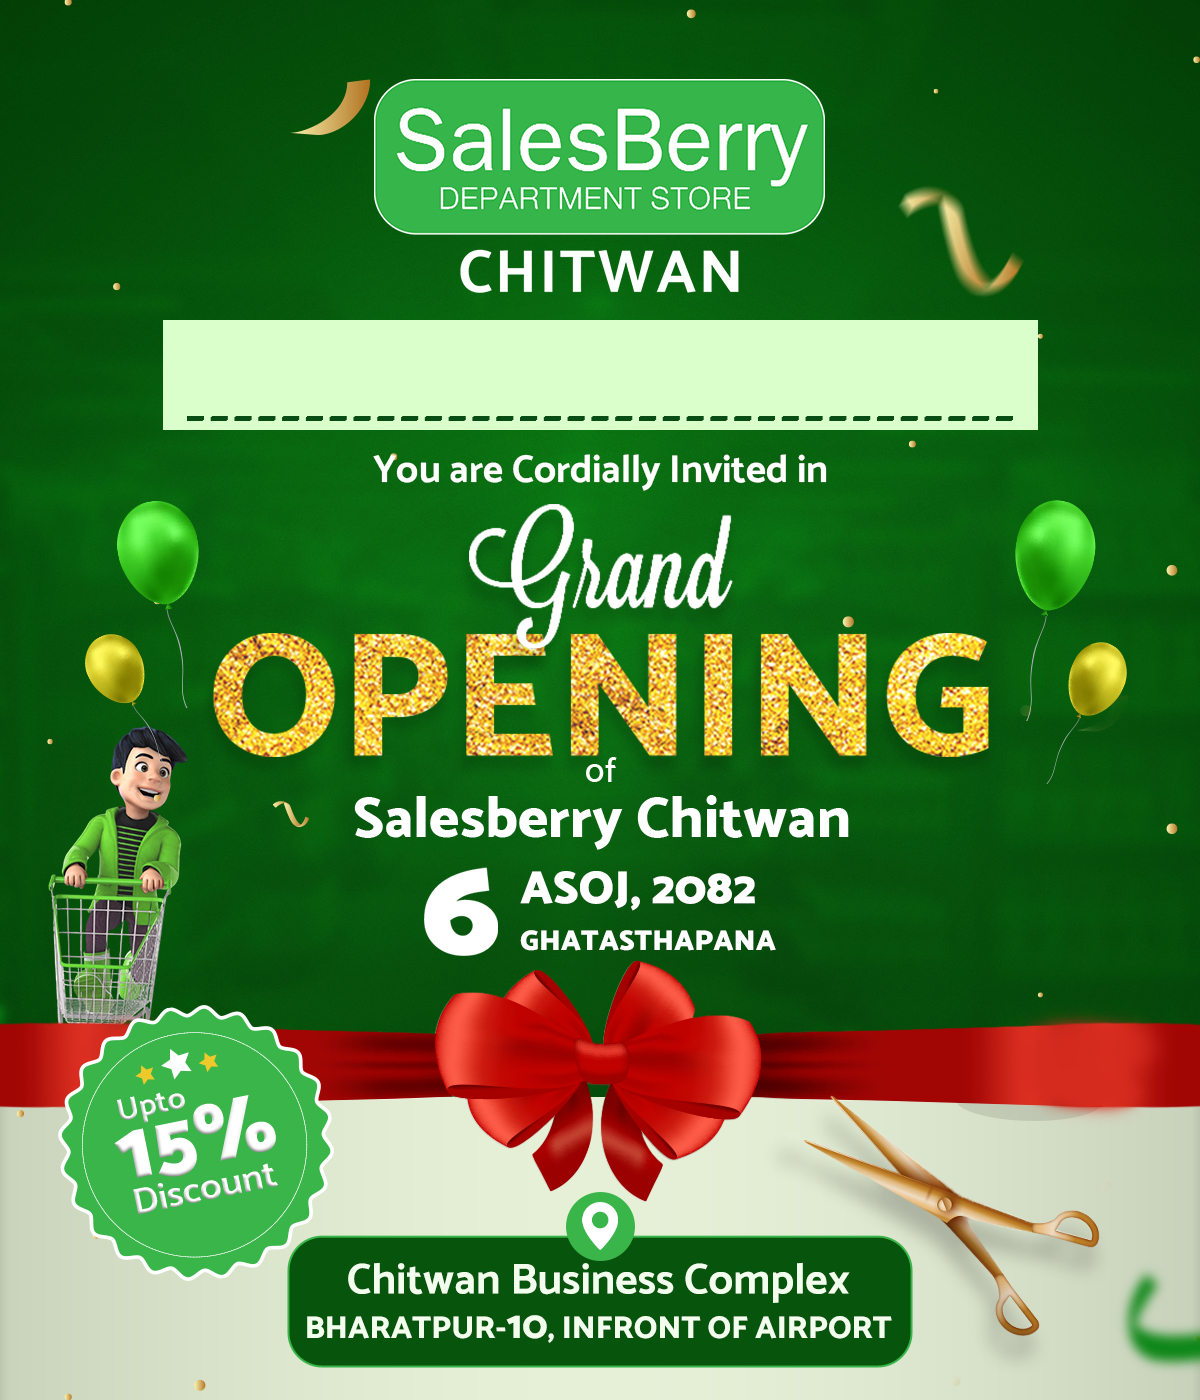 SalesBerry
DEPARTMENT STORE
CHITWAN
You are Cordially Invited in
Grand
OPENING
of
Salesberry Chitwan
6 ASOJ, 2082
GHATASTHAPANA
Upto
15%
Discount
Chitwan Business Complex
BHARATPUR-10, INFRONT OF AIRPORT